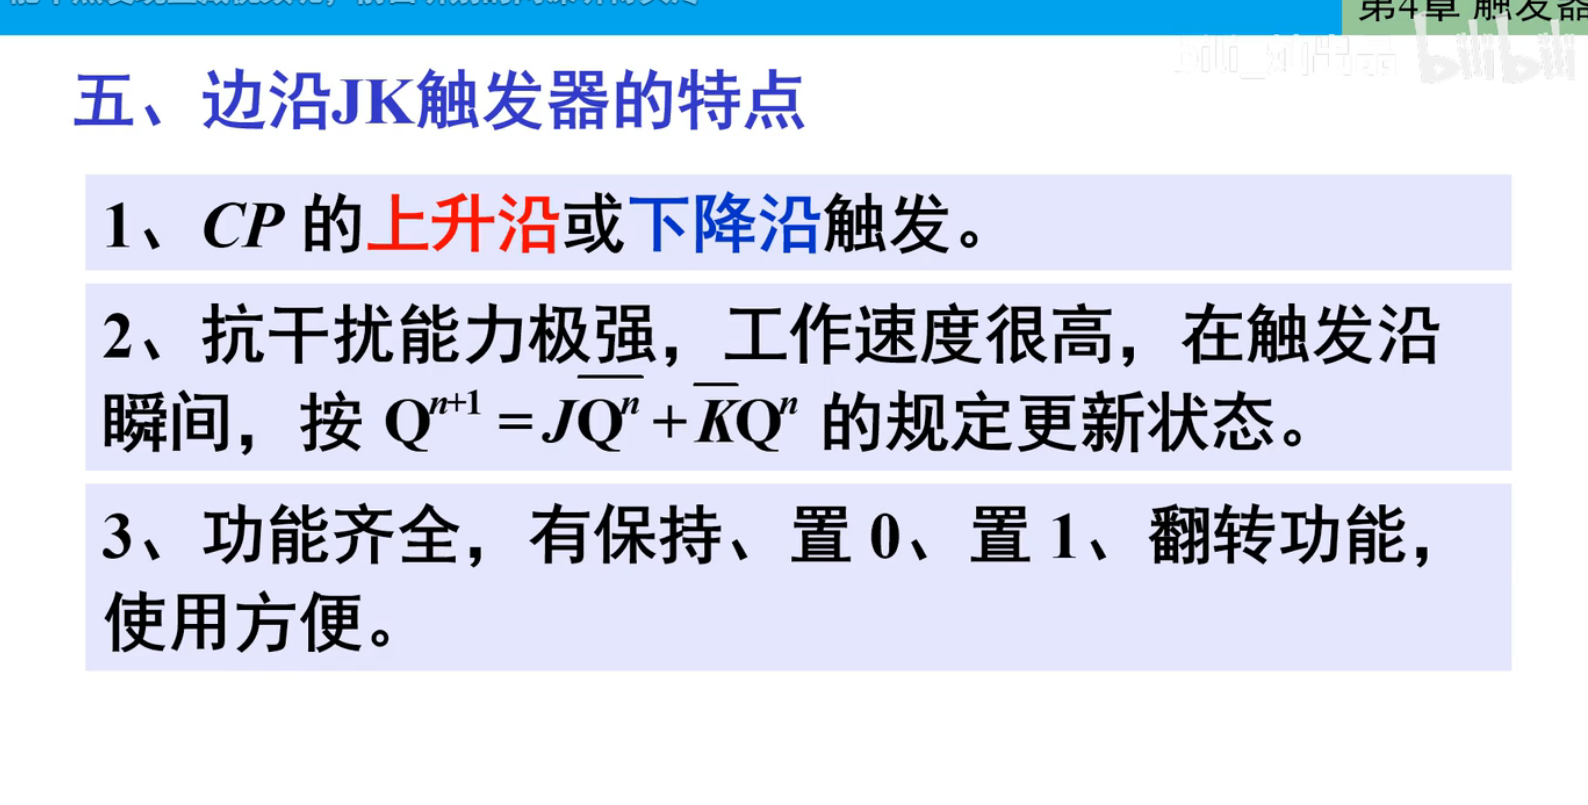 第4章 触发器
bilibili
五、边沿JK触发器的特点
1、CP 的上升沿或下降沿触发。
2、抗干扰能力极强，工作速度很高，在触发沿
瞬间，按 Qⁿ⁺¹ = J\overline{Qⁿ} + \overline{K}Qⁿ 的规定更新状态。
3、功能齐全，有保持、置 0、置 1、翻转功能，
使用方便。